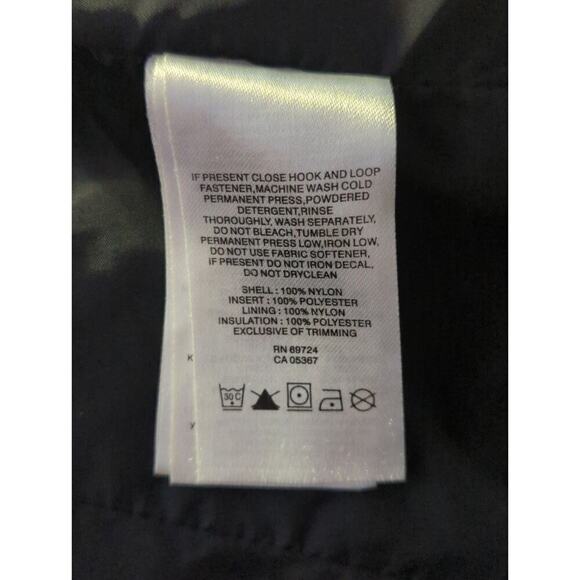 IF PRESENT CLOSE HOOK AND LOOP
FASTENER,MACHINE WASH COLD
PERMANENT PRESS,POWDERED
DETERGENT,RINSE
THOROUGHLY, WASH SEPARATELY,
DO NOT BLEACH,TUMBLE DRY
PERMANENT PRESS LOW,IRON LOW,
DO NOT USE FABRIC SOFTENER,
IF PRESENT DO NOT IRON DECAL,
DO NOT DRYCLEAN
SHELL : 100% NYLON
INSERT : 100% POLYESTER
LINING : 100% NYLON
INSULATION : 100% POLYESTER
EXCLUSIVE OF TRIMMING
RN 69724
CA 05367
30 C